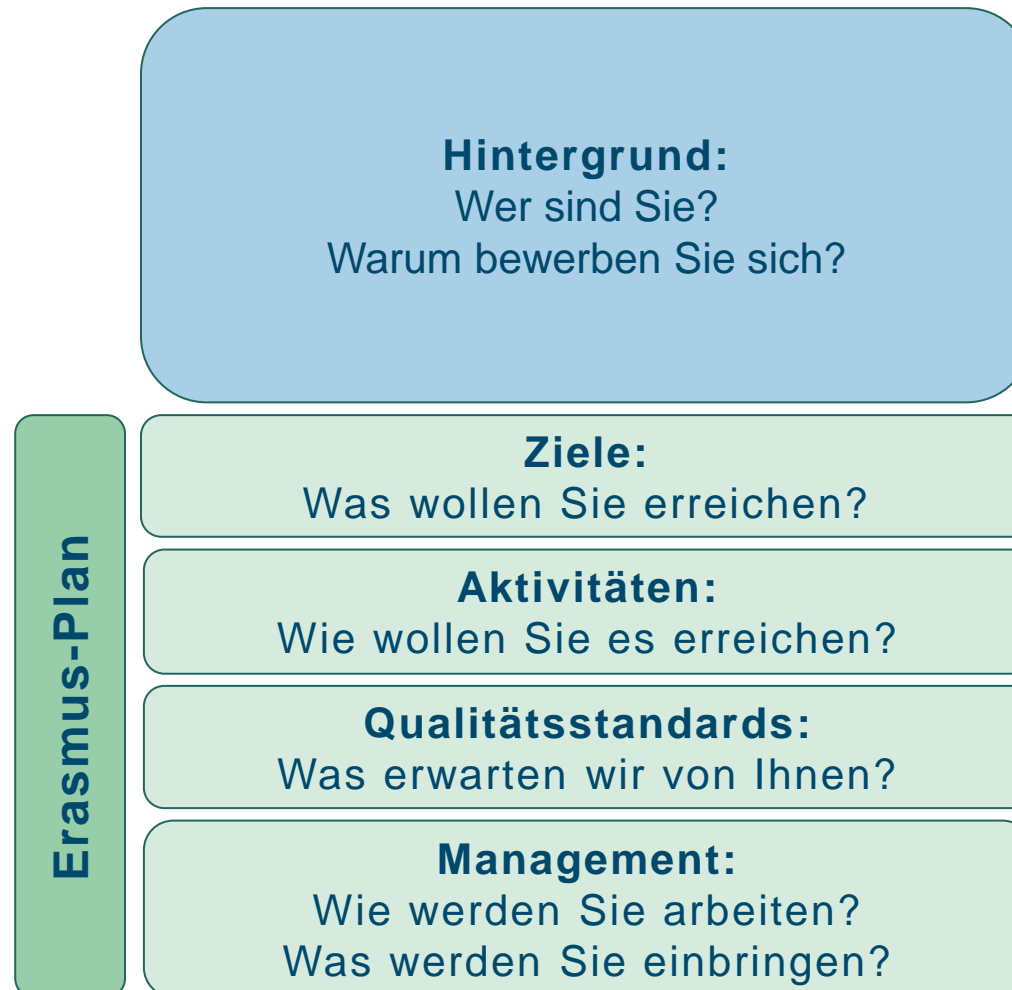 Hintergrund:
Wer sind Sie?
Warum bewerben Sie sich?
Erasmus-Plan
Ziele:
Was wollen Sie erreichen?
Aktivitäten:
Wie wollen Sie es erreichen?
Qualitätsstandards:
Was erwarten wir von Ihnen?
Management:
Wie werden Sie arbeiten?
Was werden Sie einbringen?